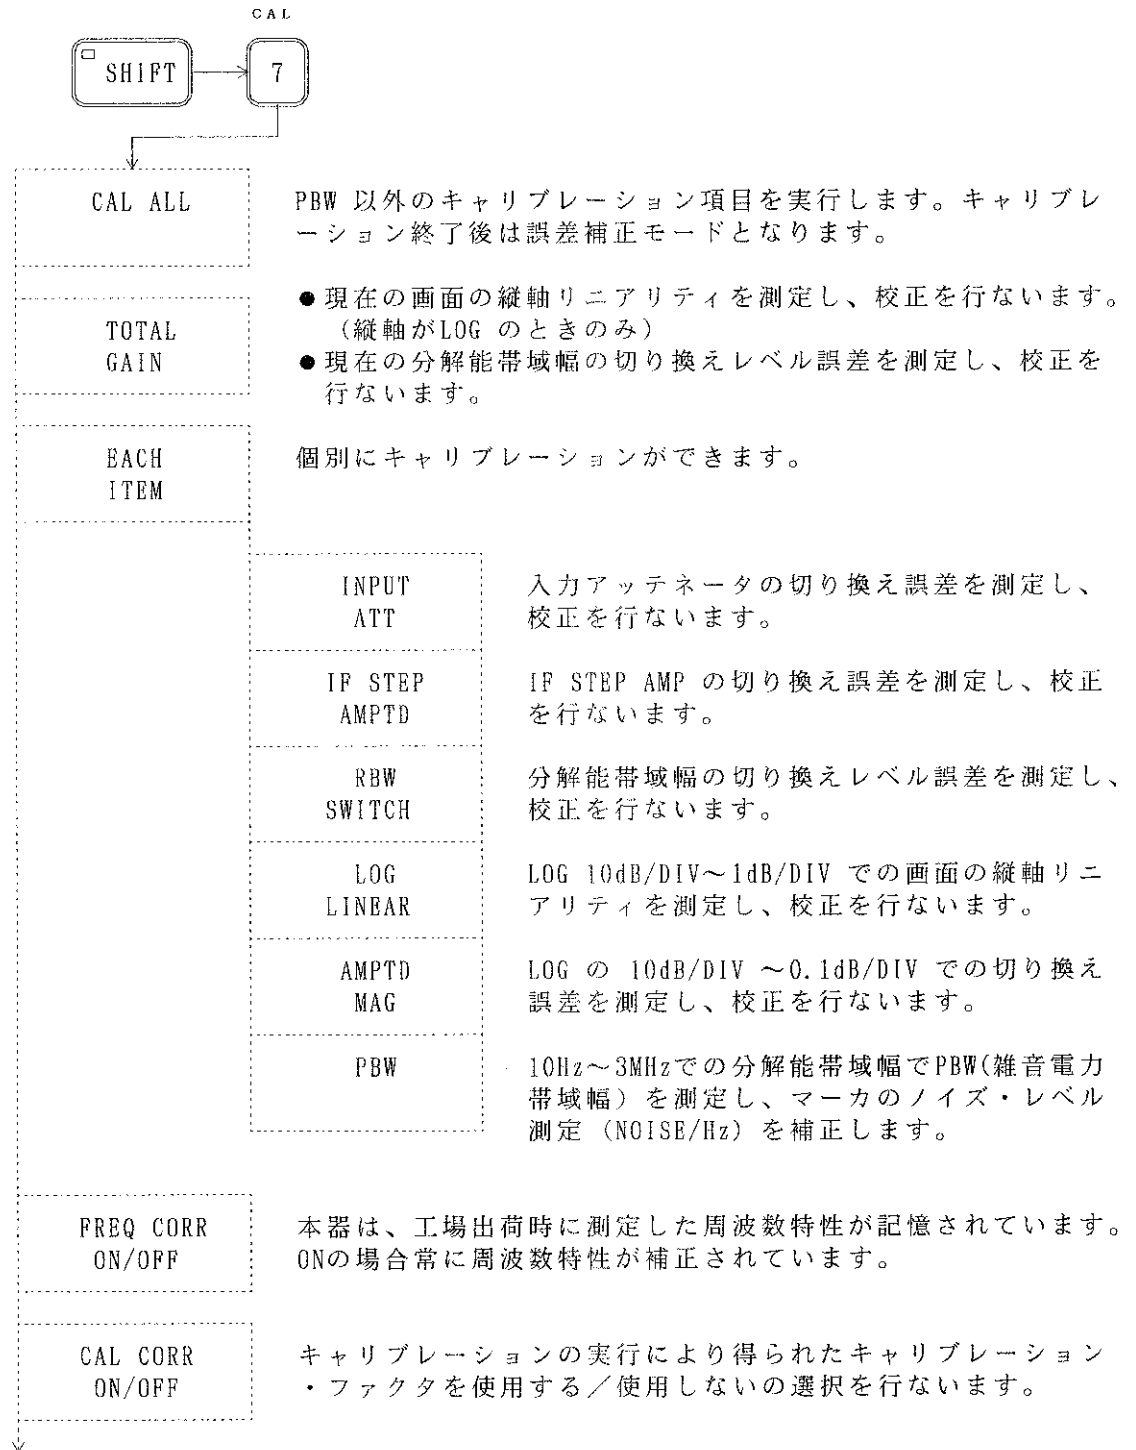 CAL
SHIFT
7
CAL ALL
PBW 以外のキャリブレーション項目を実行します。キャリブレ
ーション終了後は誤差補正モードとなります。
TOTAL
GAIN
●現在の画面の縦軸リニアリティを測定し、校正を行ないます。
（縦軸がLOG のときのみ）
●現在の分解能帯域幅の切り換えレベル誤差を測定し、校正を
行ないます。
EACH
ITEM
個別にキャリブレーションができます。
INPUT
ATT
入力アッテネータの切り換え誤差を測定し、
校正を行ないます。
IF STEP
AMPTD
IF STEP AMP の切り換え誤差を測定し、校正
を行ないます。
RBW
SWITCH
分解能帯域幅の切り換えレベル誤差を測定し、
校正を行ないます。
LOG
LINEAR
LOG 10dB/DIV～1dB/DIV での画面の縦軸リニ
アリティを測定し、校正を行ないます。
AMPTD
MAG
LOG の 10dB/DIV ～0.1dB/DIV での切り換え
誤差を測定し、校正を行ないます。
PBW
10Hz～3MHzでの分解能帯域幅でPBW(雑音電力
帯域幅）を測定し、マーカのノイズ・レベル
測定（NOISE/Hz）を補正します。
FREQ CORR
ON/OFF
本器は、工場出荷時に測定した周波数特性が記憶されています。
ONの場合常に周波数特性が補正されています。
CAL CORR
ON/OFF
キャリブレーションの実行により得られたキャリブレーション
・ファクタを使用する／使用しないの選択を行ないます。